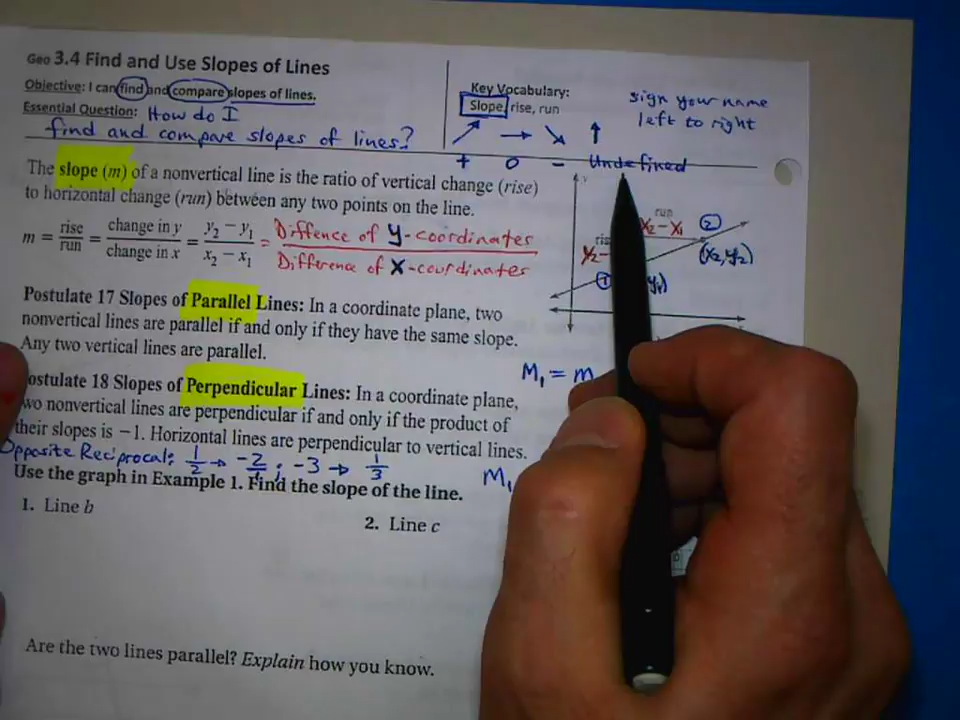 Geo 3.4 Find and Use Slopes of Lines
Objective: I can find and compare slopes of lines.
Essential Question: How do I
find and compare slopes of lines?
Key Vocabulary:
Slope, rise, run
+ 0 - Undefined
sign your name
left to right
The slope (m) of a nonvertical line is the ratio of vertical change (rise)
to horizontal change (run) between any two points on the line.
m = rise/run = change in y/change in x = y₂ − y₁/x₂ − x₁ = Diffence of y-coordinates/Difference of x-coordinates
y
run
x₂-x₁ ②
y₂- (x₂,y₂)
① y₁)
Postulate 17 Slopes of Parallel Lines: In a coordinate plane, two
nonvertical lines are parallel if and only if they have the same slope.
Any two vertical lines are parallel.
M₁ = m
Postulate 18 Slopes of Perpendicular Lines: In a coordinate plane,
two nonvertical lines are perpendicular if and only if the product of
their slopes is −1. Horizontal lines are perpendicular to vertical lines.
Opposite Reciprocal: 1/2 → -2/1; -3 → 1/3
M₁
Use the graph in Example 1. Find the slope of the line.
1. Line b
2. Line c
Are the two lines parallel? Explain how you know.